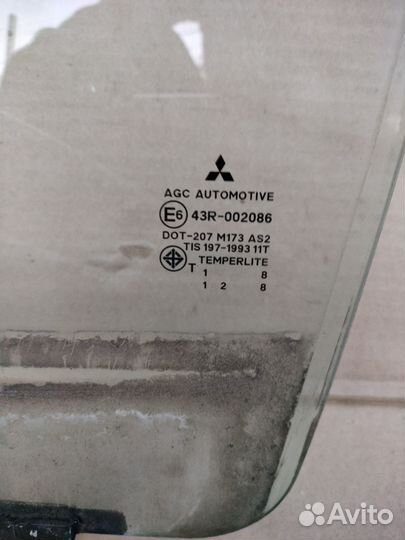 AGC AUTOMOTIVE
E6 43R-002086
DOT-207 M173 AS2
TIS 197-1993 11T
T TEMPERLITE
1 8
1 2 8
4
Avito